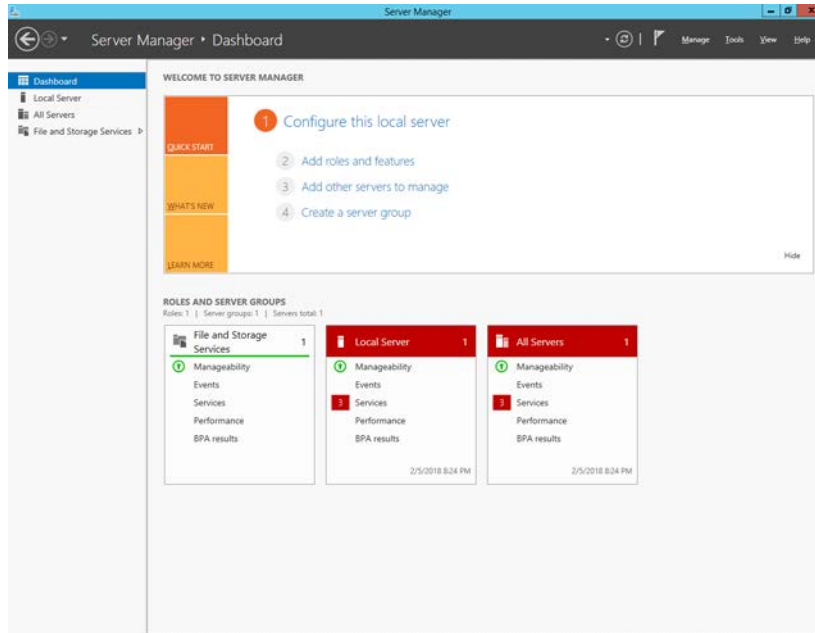 Server Manager
Server Manager • Dashboard
Manage Tools View Help
Dashboard
Local Server
All Servers
File and Storage Services
WELCOME TO SERVER MANAGER
QUICK START
WHAT'S NEW
LEARN MORE
1 Configure this local server
2 Add roles and features
3 Add other servers to manage
4 Create a server group
Hide
ROLES AND SERVER GROUPS
Roles: 1 | Server groups: 1 | Servers total: 1
File and Storage
Services 1
Manageability
Events
Services
Performance
BPA results
Local Server 1
Manageability
Events
3 Services
Performance
BPA results
2/5/2018 8:24 PM
All Servers 1
Manageability
Events
3 Services
Performance
BPA results
2/5/2018 8:24 PM